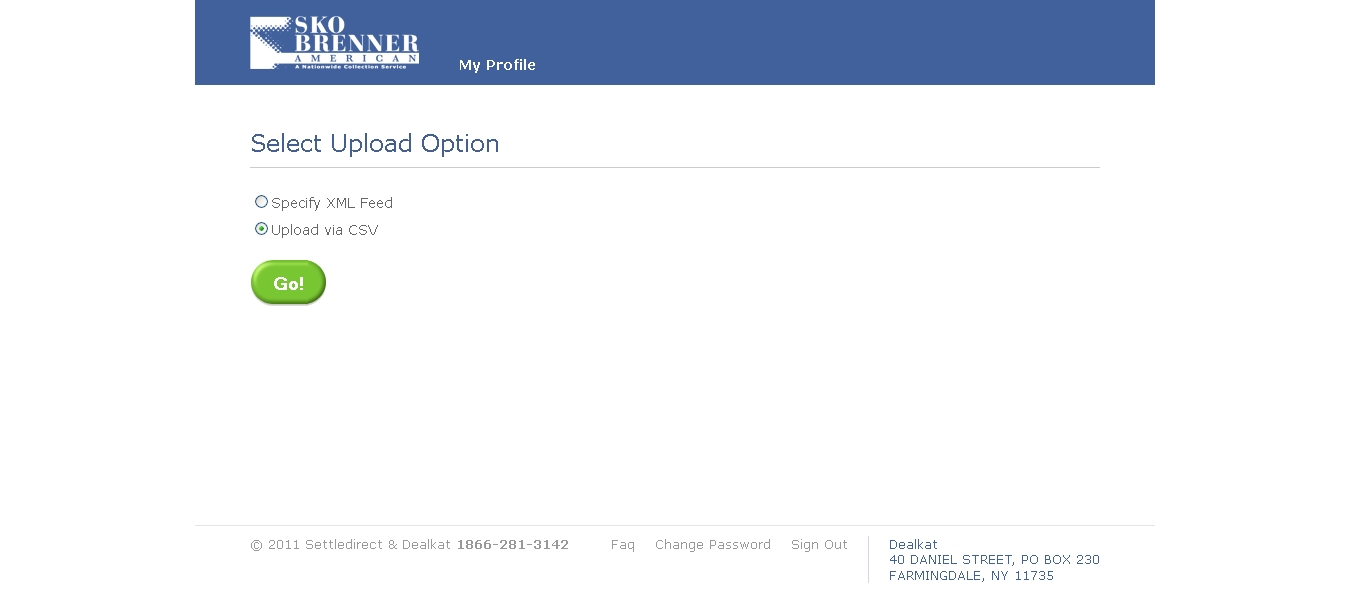 SKO
BRENNER
AMERICAN
A Nationwide Collection Service
My Profile
Select Upload Option
Specify XML Feed
Upload via CSV
Go!
© 2011 Settledirect & Dealkat 1866-281-3142
Faq
Change Password
Sign Out
Dealkat
40 DANIEL STREET, PO BOX 230
FARMINGDALE, NY 11735